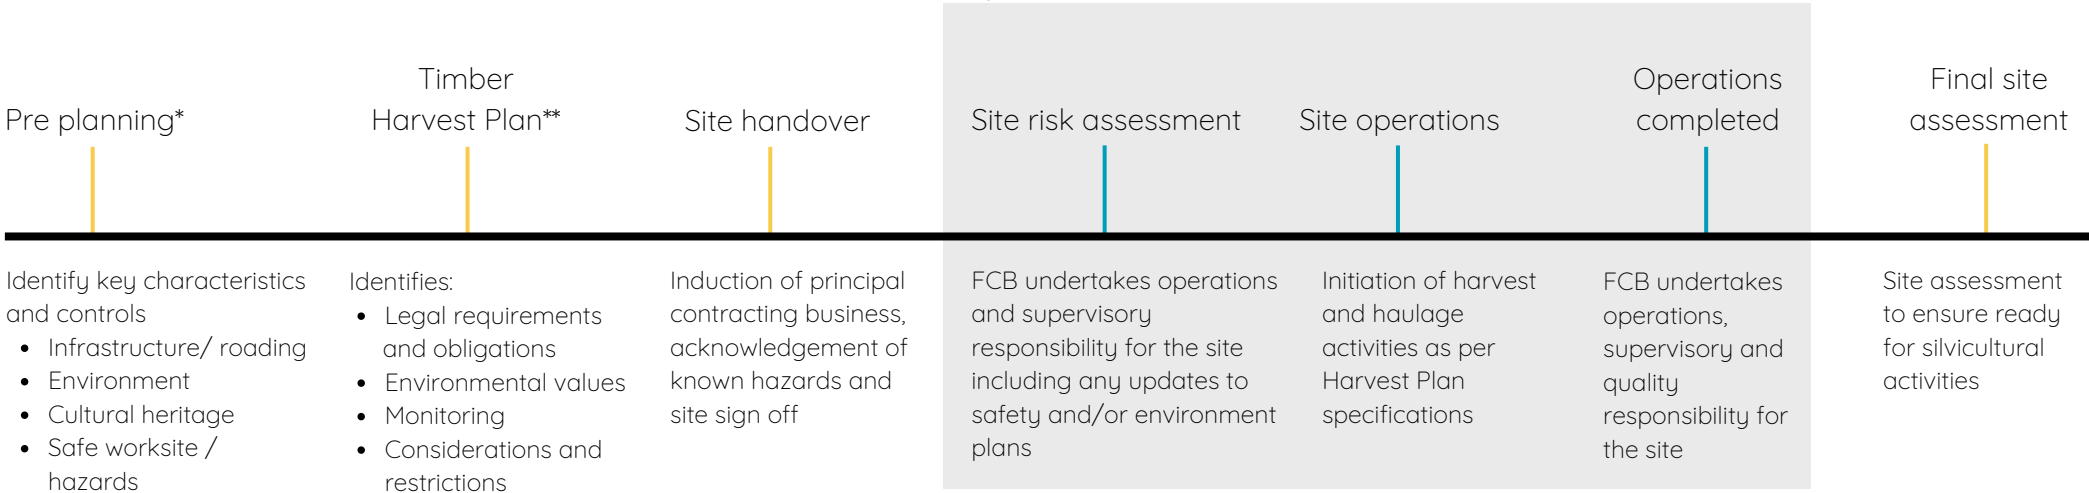 Pre planning*
Timber
Harvest Plan**
Site handover
Site risk assessment
Site operations
Operations
completed
Final site
assessment
Identify key characteristics
and controls
• Infrastructure/ roading
• Environment
• Cultural heritage
• Safe worksite /
hazards
Identifies:
• Legal requirements
and obligations
• Environmental values
• Monitoring
• Considerations and
restrictions
Induction of principal
contracting business,
acknowledgement of
known hazards and
site sign off
FCB undertakes operations
and supervisory
responsibility for the site
including any updates to
safety and/or environment
plans
Initiation of harvest
and haulage
activities as per
Harvest Plan
specifications
FCB undertakes
operations,
supervisory and
quality
responsibility for
the site
Site assessment
to ensure ready
for silvicultural
activities